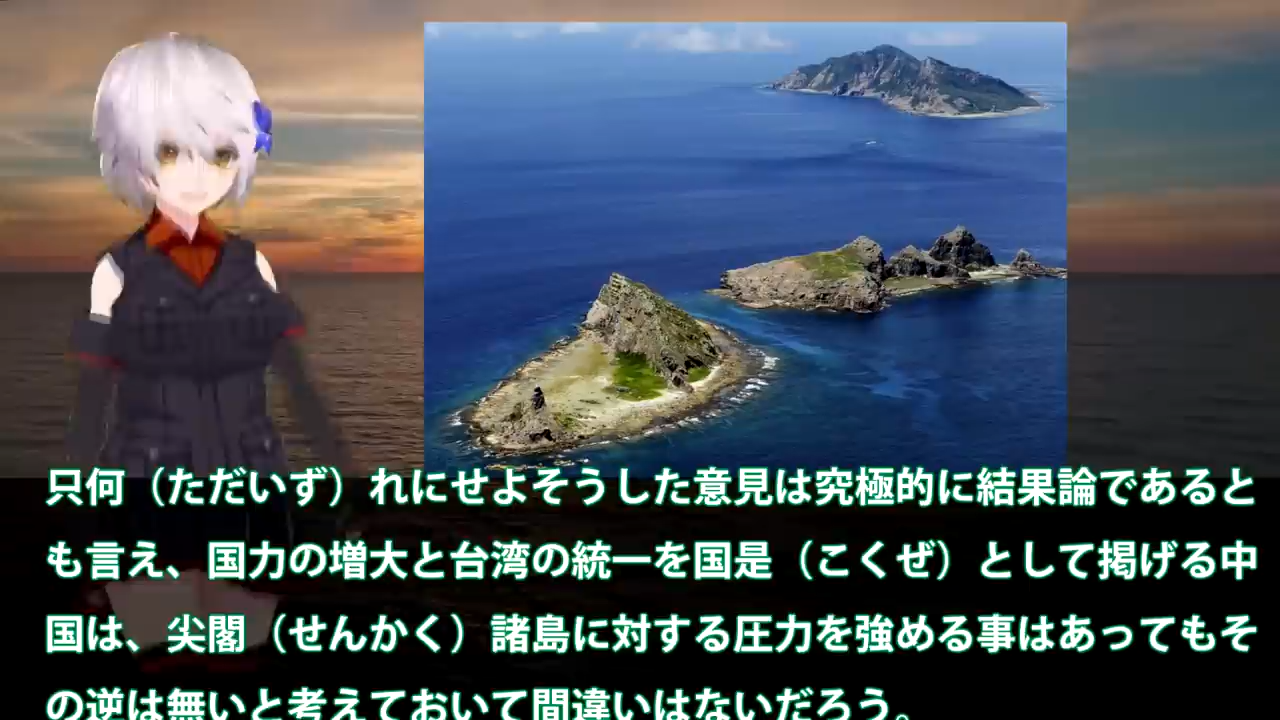 只何（ただいず）れにせよそうした意見は究極的に結果論であると
も言え、国力の増大と台湾の統一を国是（こくぜ）として掲げる中
国は、尖閣（せんかく）諸島に対する圧力を強める事はあってもそ
の逆は無いと考えておいて間違いはないだろう。